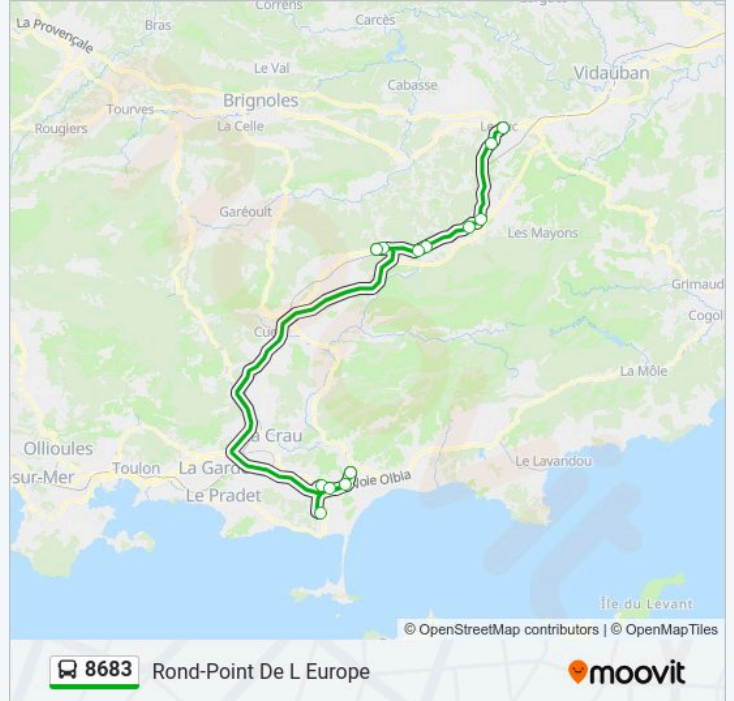 Correns
Bras
Carcès
La Provençale
Le Val
Vidauban
Cabasse
Brignoles
Tourves
Rougiers
La Celle
Garéoult
Les Mayons
Grimaud
Cogol
La Môle
La Crau
Ollioules
Le Lavandou
Toulon
La Gard
sur-Mer
Voie Olbia
Le Pradet
Île du Levant
© OpenStreetMap contributors | © OpenMapTiles
8683 Rond-Point De L Europe
moovit